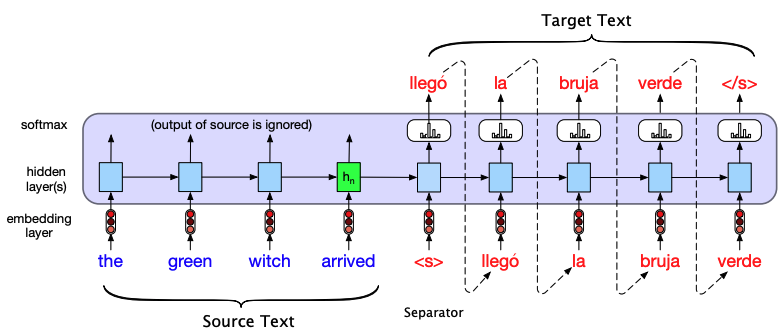 Target Text
llegó la bruja verde </s>
softmax (output of source is ignored)
hidden layer(s) hn
embedding layer
the green witch arrived <s> llegó la bruja verde
Separator
Source Text